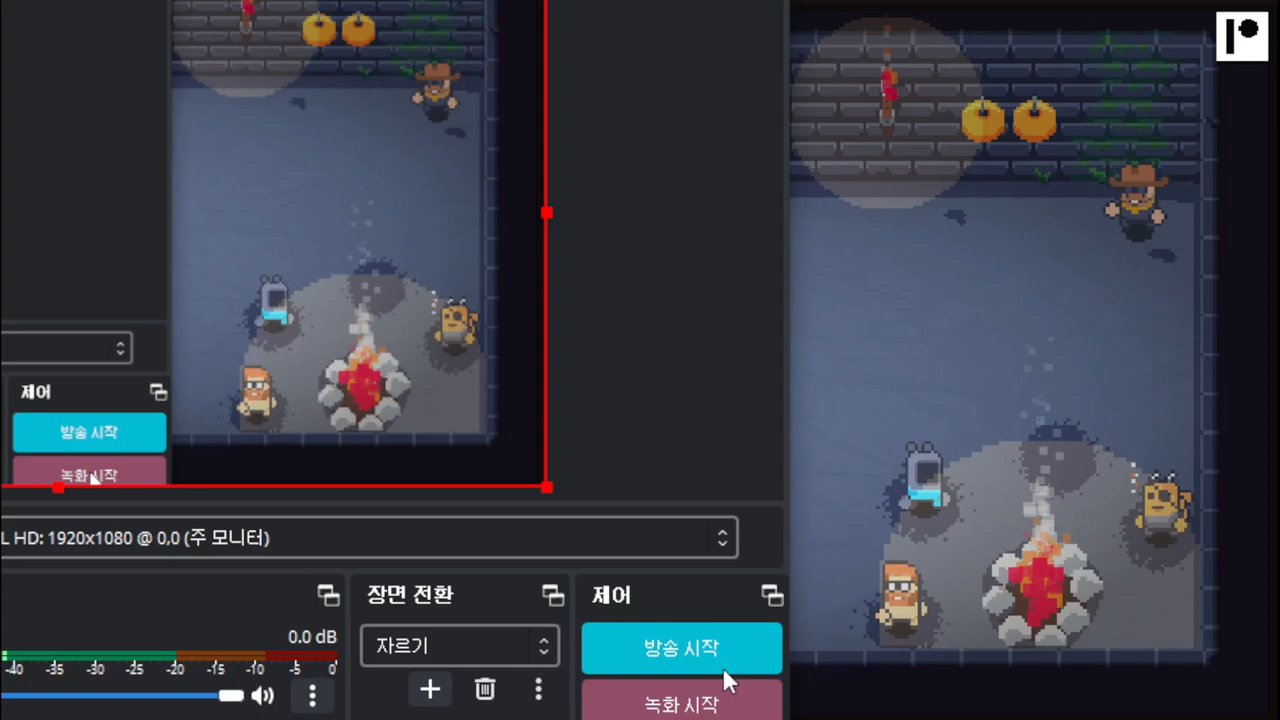 제어
방송 시작
녹화 시작
L HD: 1920x1080 @ 0,0 (주 모니터)
장면 전환
제어
0.0 dB
자르기
방송 시작
-40 -35 -30 -25 -20 -15 -10 -5 0
녹화 시작